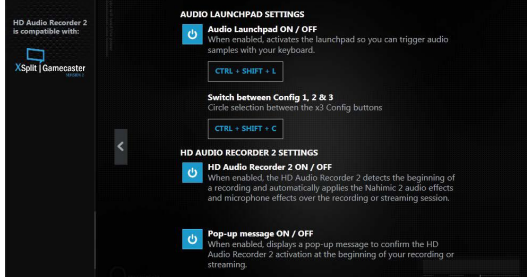 HD Audio Recorder 2
is compatible with:
XSplit | Gamecaster
AUDIO LAUNCHPAD SETTINGS
Audio Launchpad ON / OFF
When enabled, activates the launchpad so you can trigger audio
samples with your keyboard.
CTRL + SHIFT + L
Switch between Config 1, 2 & 3
Circle selection between the x3 Config buttons
CTRL + SHIFT + C
HD AUDIO RECORDER 2 SETTINGS
HD Audio Recorder 2 ON / OFF
When enabled, the HD Audio Recorder 2 detects the beginning of
a recording and automatically applies the Nahimic 2 audio effects
and microphone effects over the recording or streaming session.
Pop-up message ON / OFF
When enabled, displays a pop-up message to confirm the HD
Audio Recorder 2 activation at the beginning of your recording or
streaming.